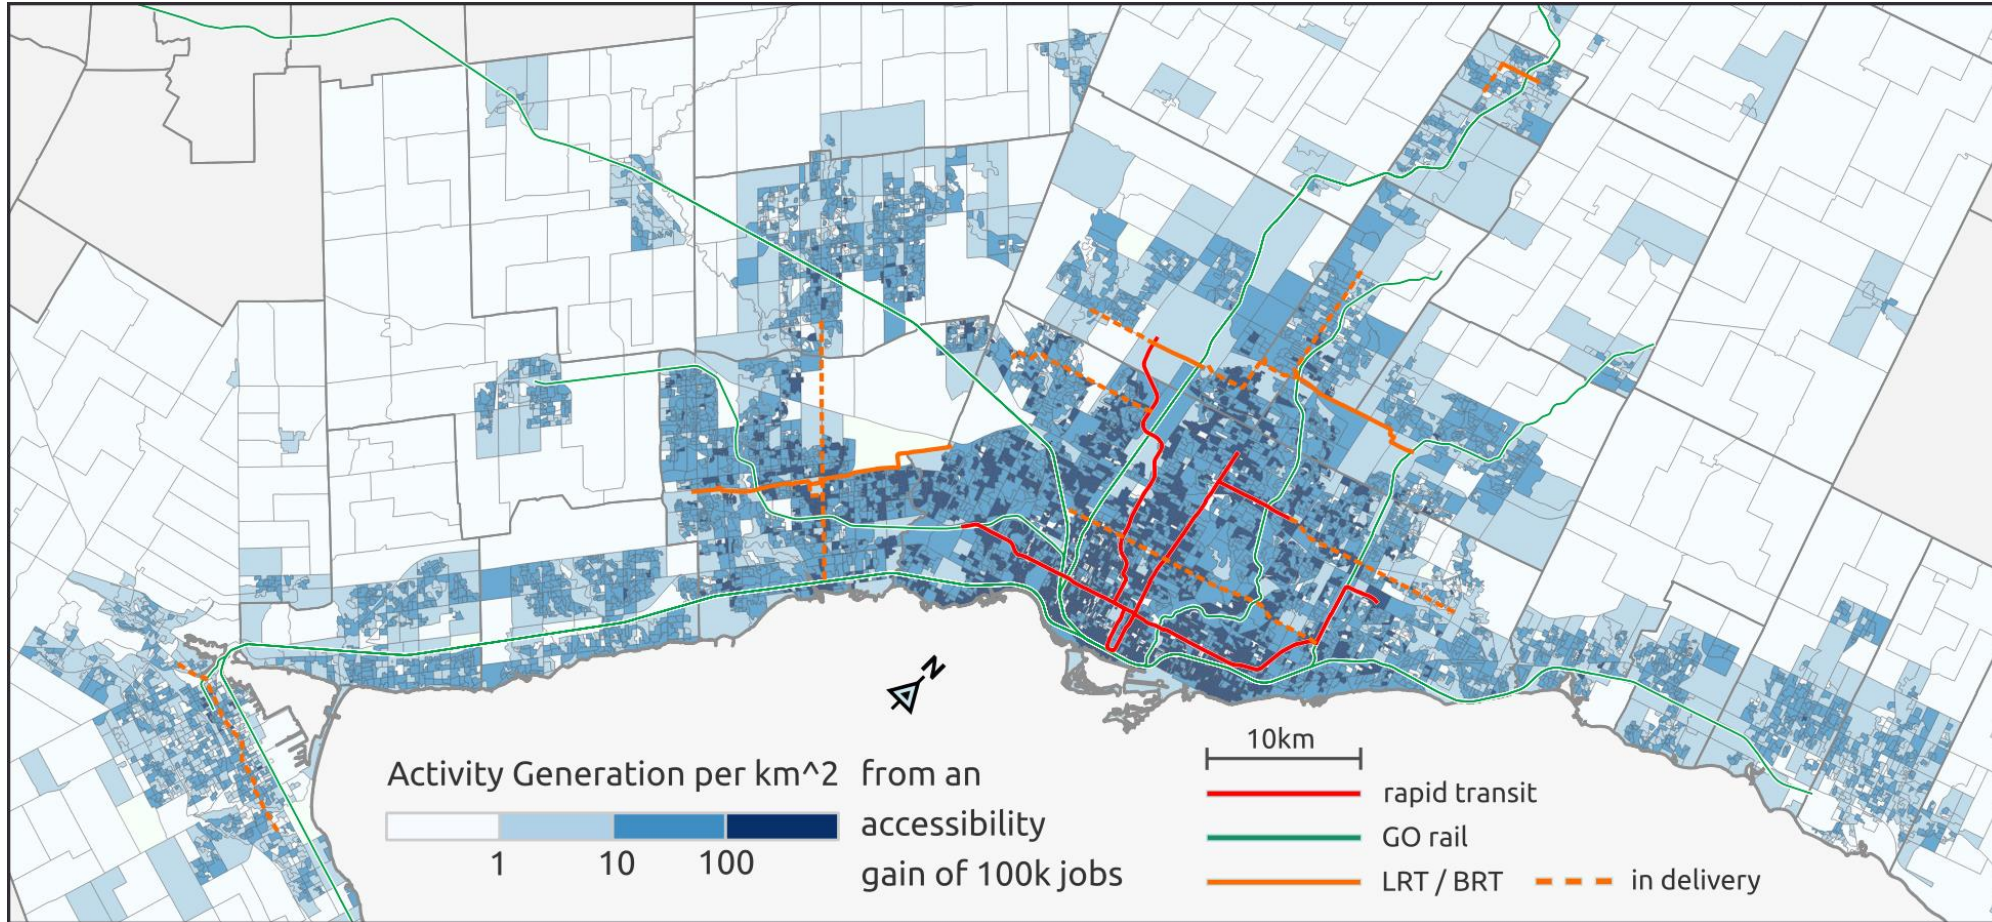 N
Activity Generation per km^2 from an
accessibility
gain of 100k jobs
1 10 100
10km
rapid transit
GO rail
LRT / BRT in delivery